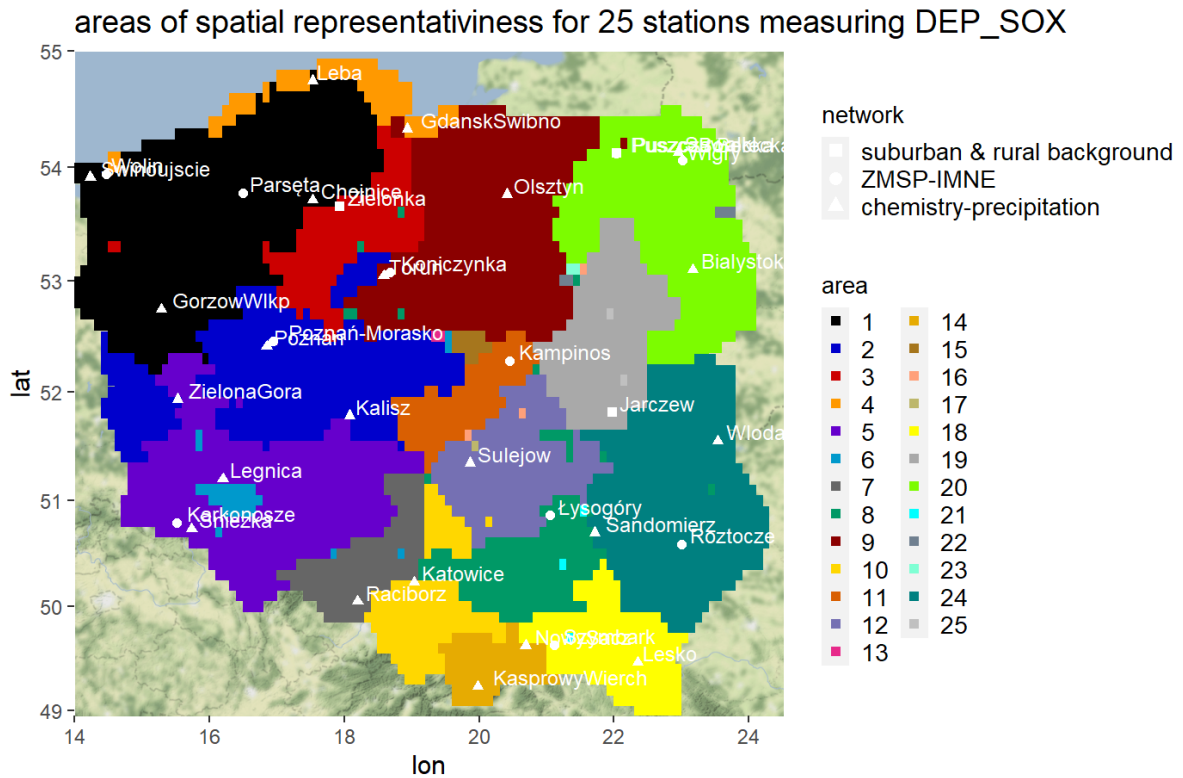 areas of spatial representativiness for 25 stations measuring DEP_SOX
55
54
53
52
51
50
49
lat
14
16
18
20
22
24
lon
Leba
GdanskSwibno
Wolin
Swinoujscie
Parsęta
Chojnice
Zielonka
Olsztyn
Wigry
Koniczynka
Torun
Bialystok
GorzowWlkp
Poznań-Morasko
Poznan
Kampinos
ZielonaGora
Kalisz
Jarczew
Wloda
Sulejow
Legnica
Karkonosze
Sniezka
Łysogóry
Sandomierz
Roztocze
Katowice
Raciborz
NowySacz
Szymbark
Lesko
KasprowyWierch
network
suburban & rural background
ZMSP-IMNE
chemistry-precipitation
area
1
2
3
4
5
6
7
8
9
10
11
12
13
14
15
16
17
18
19
20
21
22
23
24
25